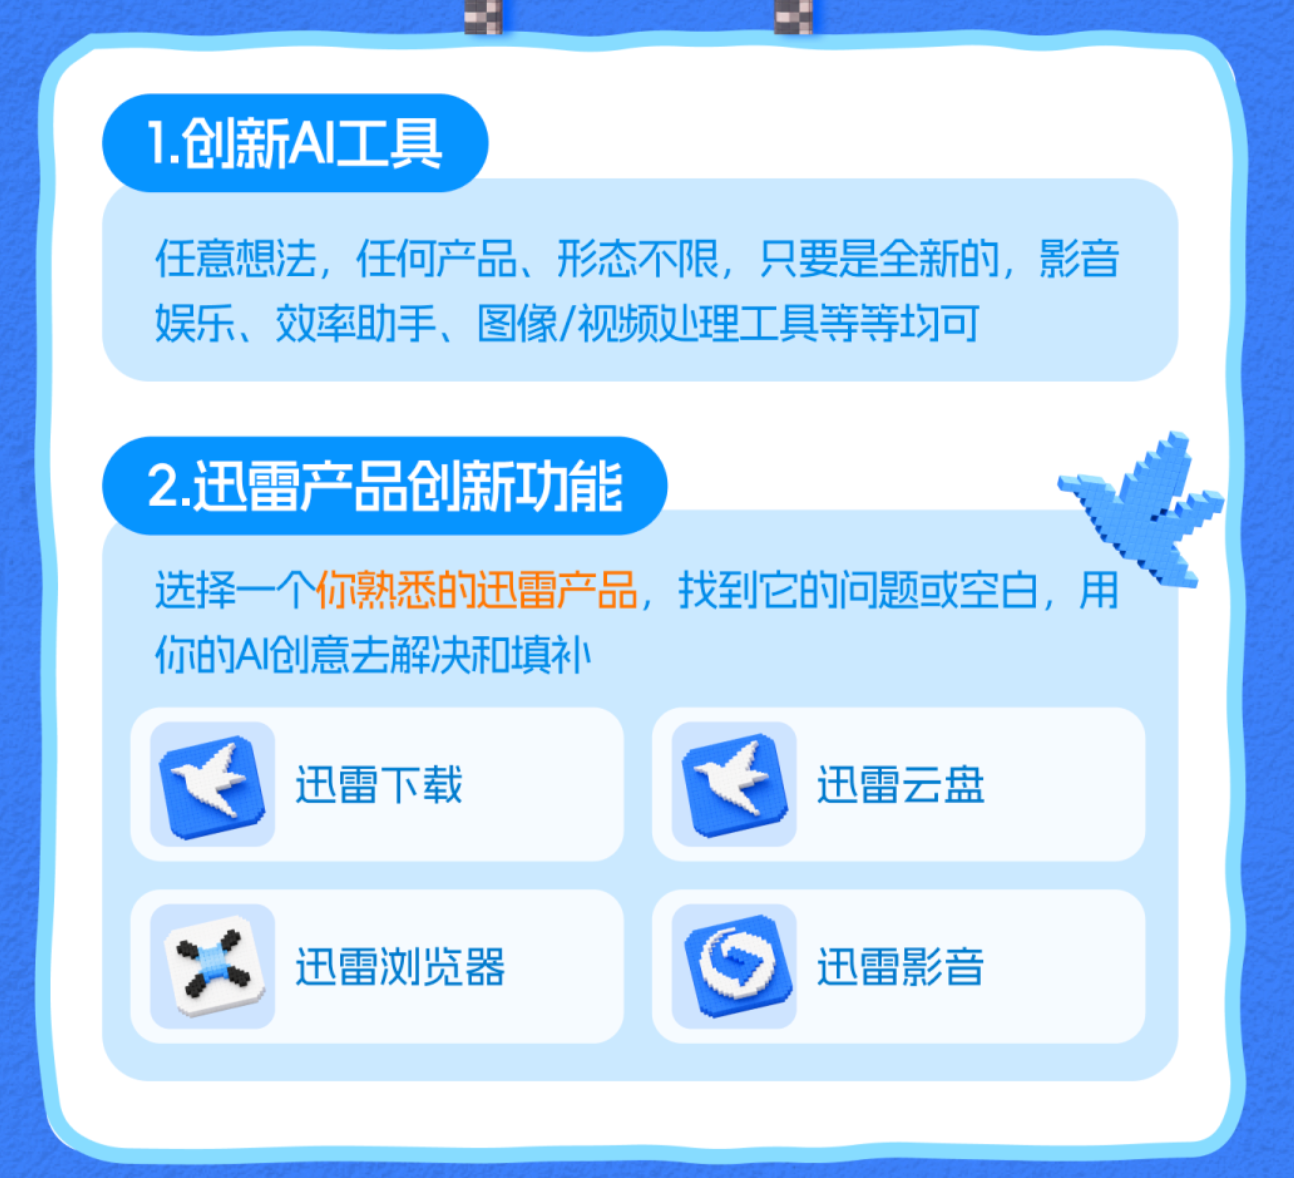 1.创新AI工具
任意想法，任何产品、形态不限，只要是全新的，影音
娱乐、效率助手、图像/视频处理工具等等均可
2.迅雷产品创新功能
选择一个你熟悉的迅雷产品，找到它的问题或空白，用
你的AI创意去解决和填补
迅雷下载
迅雷云盘
迅雷浏览器
迅雷影音